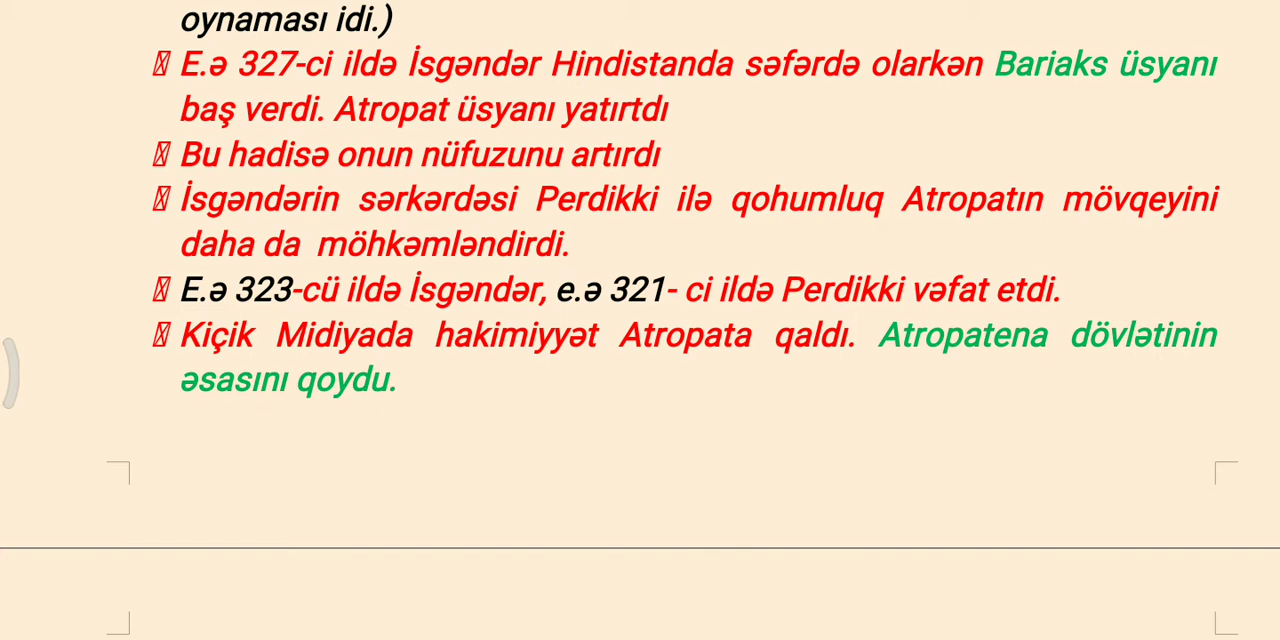 oynaması idi.)
E.ə 327-ci ildə İsgəndər Hindistanda səfərdə olarkən Bariaks üsyanı
baş verdi. Atropat üsyanı yatırtdı
Bu hadisə onun nüfuzunu artırdı
İsgəndərin sərkərdəsi Perdikki ilə qohumluq Atropatın mövqeyini
daha da möhkəmləndirdi.
E.ə 323-cü ildə İsgəndər, e.ə 321- ci ildə Perdikki vəfat etdi.
Kiçik Midiyada hakimiyyət Atropata qaldı. Atropatena dövlətinin
əsasını qoydu.